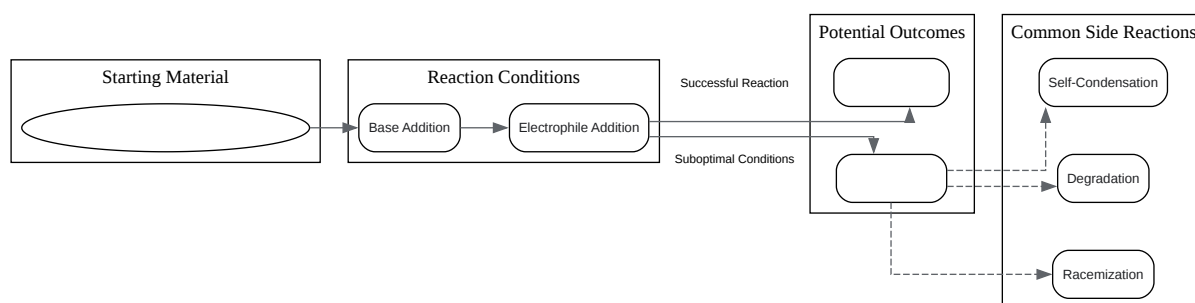 Starting Material
Reaction Conditions
Base Addition
Electrophile Addition
Successful Reaction
Suboptimal Conditions
Potential Outcomes
Common Side Reactions
Self-Condensation
Degradation
Racemization